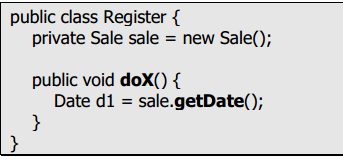 public class Register {
private Sale sale = new Sale();
public void doX() {
Date d1 = sale.getDate();
}
}